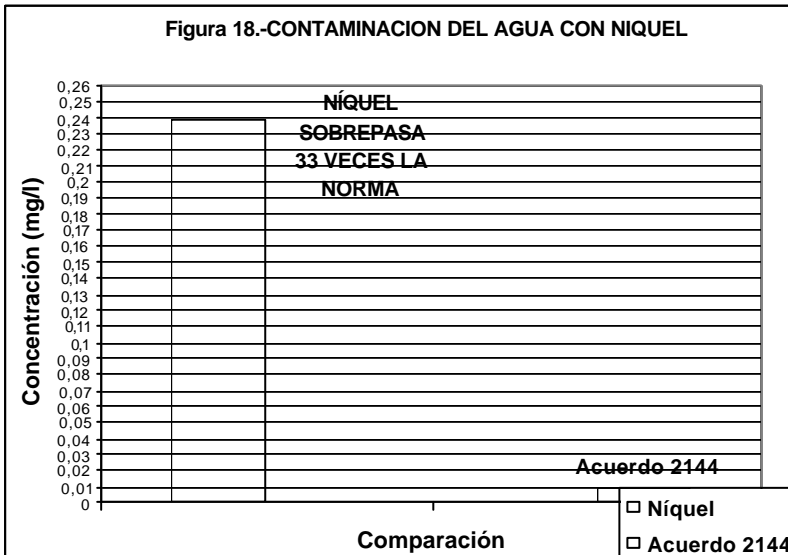 Figura 18.-CONTAMINACION DEL AGUA CON NIQUEL
0,26
0,25
0,24
0,23
0,22
0,21
0,2
0,19
0,18
0,17
0,16
0,15
0,14
0,13
0,12
0,11
0,1
0,09
0,08
0,07
0,06
0,05
0,04
0,03
0,02
0,01
0
Concentración (mg/l)
NÍQUEL
SOBREPASA
33 VECES LA
NORMA
Acuerdo 2144
Comparación
Níquel
Acuerdo 2144